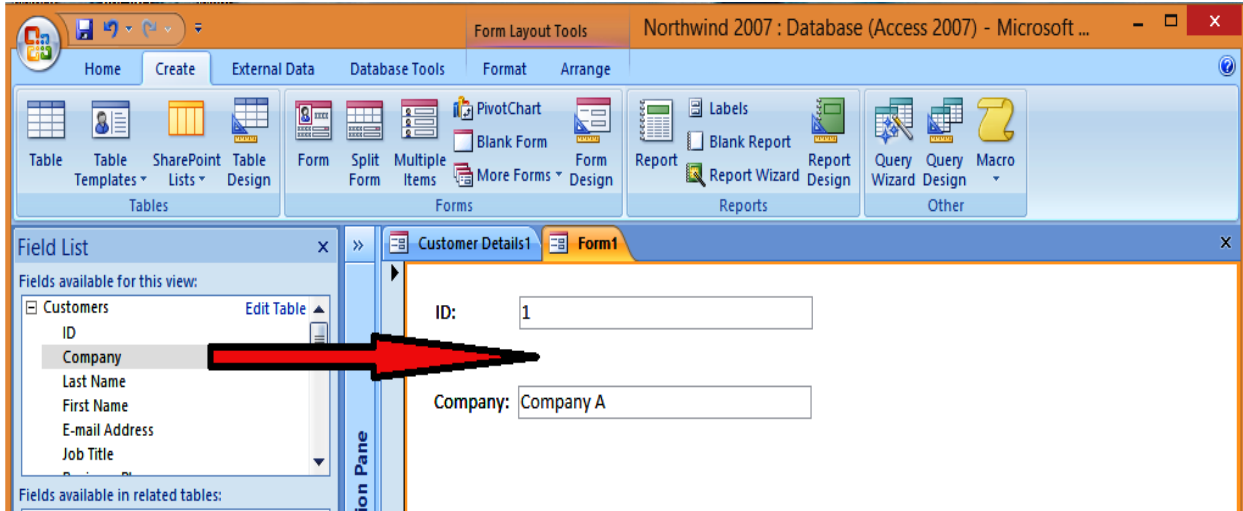 Form Layout Tools
Northwind 2007 : Database (Access 2007) - Microsoft ...
Home Create External Data Database Tools Format Arrange
Table
Table Templates
SharePoint Lists
Table Design
Tables
Form
Split Form
Multiple Items
PivotChart
Blank Form
More Forms
Form Design
Forms
Report
Labels
Blank Report
Report Wizard
Report Design
Reports
Query Wizard
Query Design
Macro
Other
Field List
Fields available for this view:
Customers Edit Table
ID
Company
Last Name
First Name
E-mail Address
Job Title
Fields available in related tables:
Customer Details1
Form1
ID: 1
Company: Company A